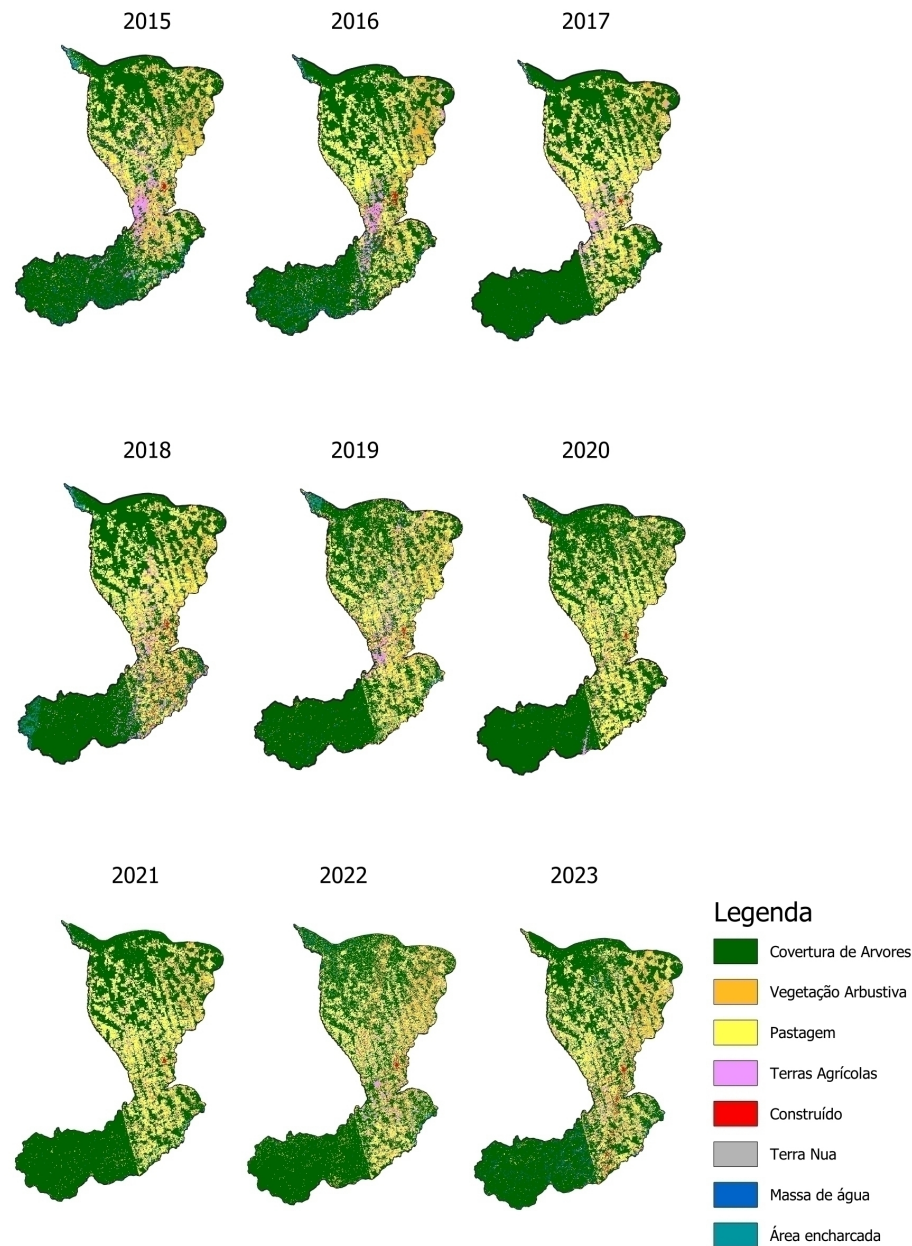 2015
2016
2017
2018
2019
2020
2021
2022
2023
Legenda
Covertura de Arvores
Vegetação Arbustiva
Pastagem
Terras Agrícolas
Construído
Terra Nua
Massa de água
Área encharcada